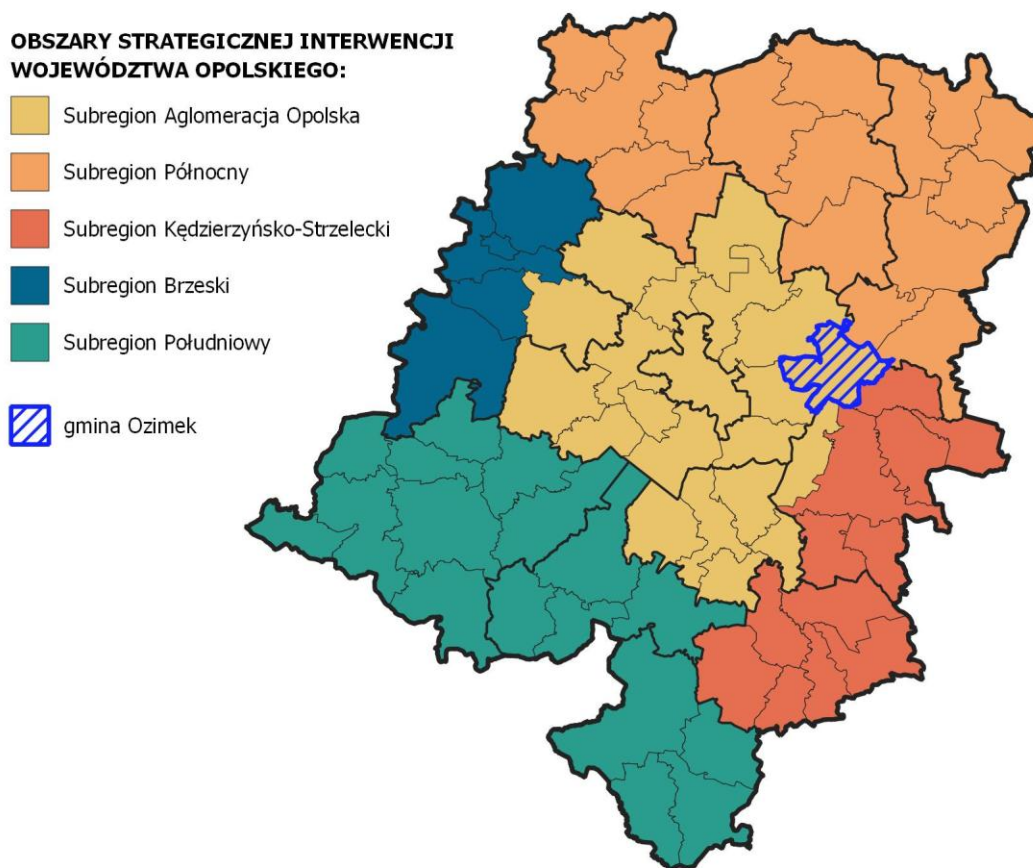 OBSZARY STRATEGICZNEJ INTERWENCJI
WOJEWÓDZTWA OPOLSKIEGO:
Subregion Aglomeracja Opolska
Subregion Północny
Subregion Kędzierzyńsko-Strzelecki
Subregion Brzeski
Subregion Południowy
gmina Ozimek